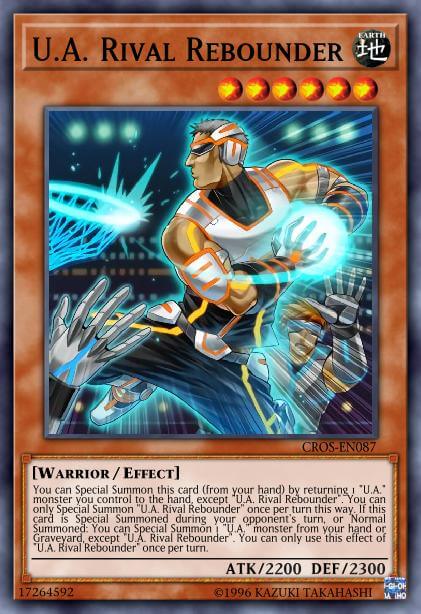 U.A. RIVAL REBOUNDER
EARTH
地
CROS-EN087
[WARRIOR / EFFECT]
You can Special Summon this card (from your hand) by returning 1 "U.A."
monster you control to the hand, except "U.A. Rival Rebounder". You can
only Special Summon "U.A. Rival Rebounder" once per turn this way. If this
card is Special Summoned during your opponent's turn, or Normal
Summoned: You can Special Summon 1 "U.A." monster from your hand or
Graveyard, except "U.A. Rival Rebounder". You can only use this effect of
"U.A. Rival Rebounder" once per turn.
ATK/2200 DEF/2300
17264592
©1996 KAZUKI TAKAHASHI